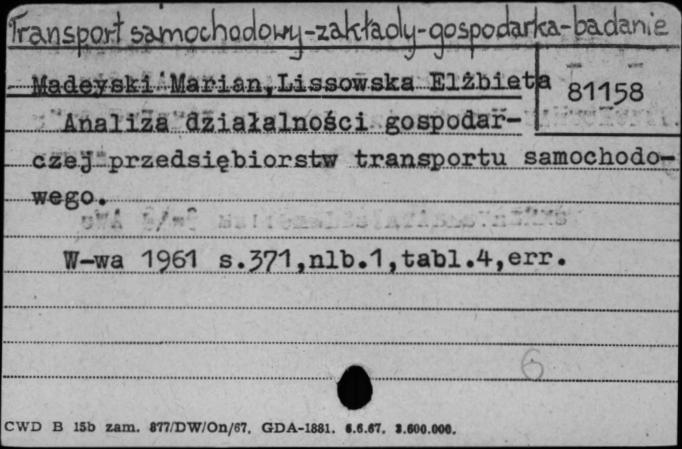 Transport samochodowy-zakłady-gospodarka-badanie
Madeyski Marian, Lissowska Elżbieta
81158
Analiza działalności gospodar-
czej przedsiębiorstw transportu samochodo-
wego.
W-wa 1961 s.371,nlb.1,tabl.4,err.
6
CWD B 15b zam. 877/DW/On/67. GDA-1881. 6.6.67. 3.600.000.